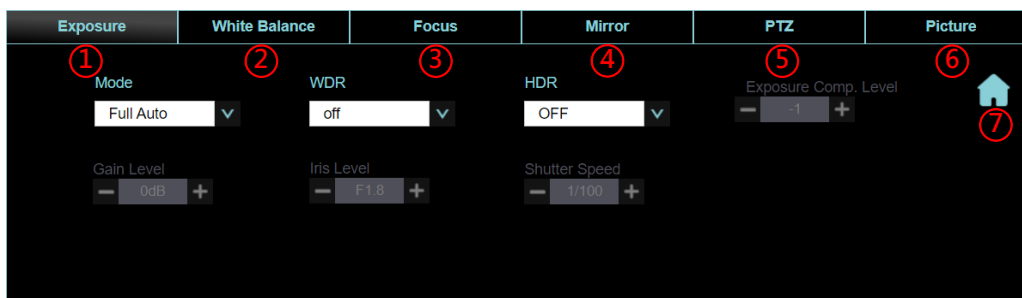 Exposure White Balance Focus Mirror PTZ Picture
① ② ③ ④ ⑤ ⑥
Mode WDR HDR Exposure Comp. Level
Full Auto off OFF -1
⑦
Gain Level Iris Level Shutter Speed
0dB F1.8 1/100